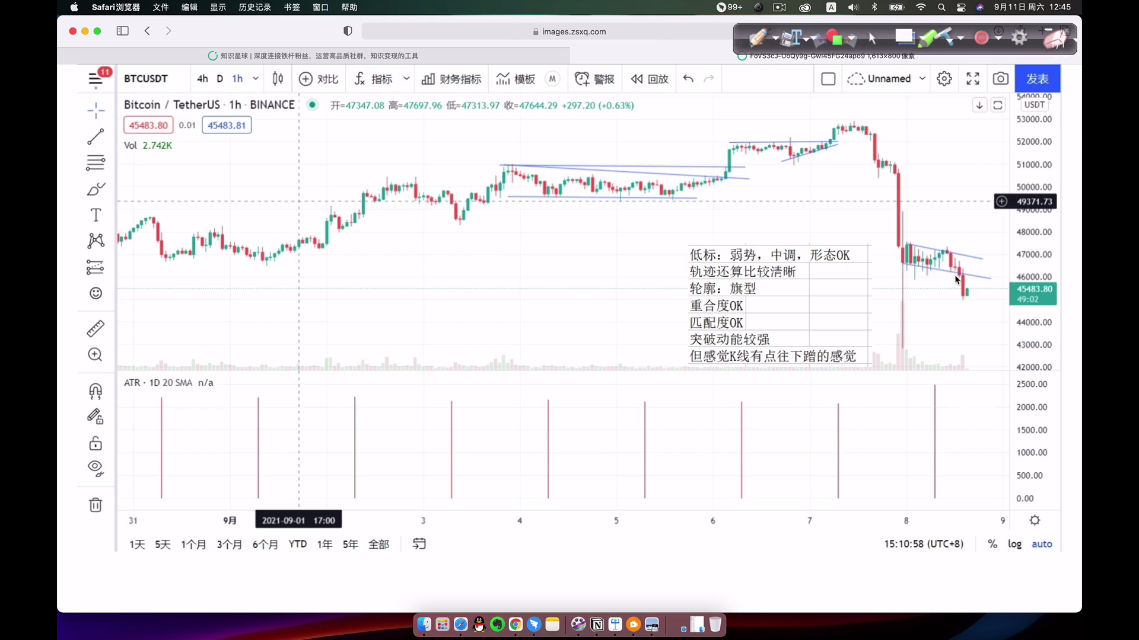 Safari浏览器 文件 编辑 显示 历史记录 书签 窗口 帮助 99+ 9月11日 周六 12:45
images.zsxq.com
知识星球 | 深度连接铁杆粉丝，运营高品质社群，知识变现的工具
11 BTCUSDT 4h D 1h 对比 指标 财务指标 模板 M 警报 回放 Unnamed 发表
Bitcoin / TetherUS · 1h · BINANCE 开=47347.08 高=47697.96 低=47313.97 收=47644.29 +297.20 (+0.63%) USDT
45483.80 0.01 45483.81
Vol 2.742K
54000.00
53000.00
52000.00
51000.00
50000.00
49371.73
49000.00
48000.00
47000.00
46000.00
45483.80
49:02
44000.00
43000.00
42000.00
低标：弱势，中调，形态OK
轨迹还算比较清晰
轮廓：旗型
重合度OK
匹配度OK
突破动能较强
但感觉K线有点往下蹭的感觉
ATR · 1D 20 SMA n/a
2500.00
2000.00
1500.00
1000.00
500.00
0.00
31 9月 2021-09-01 17:00 3 4 5 6 7 8 9
1天 5天 1个月 3个月 6个月 YTD 1年 5年 全部 15:10:58 (UTC+8) % log auto